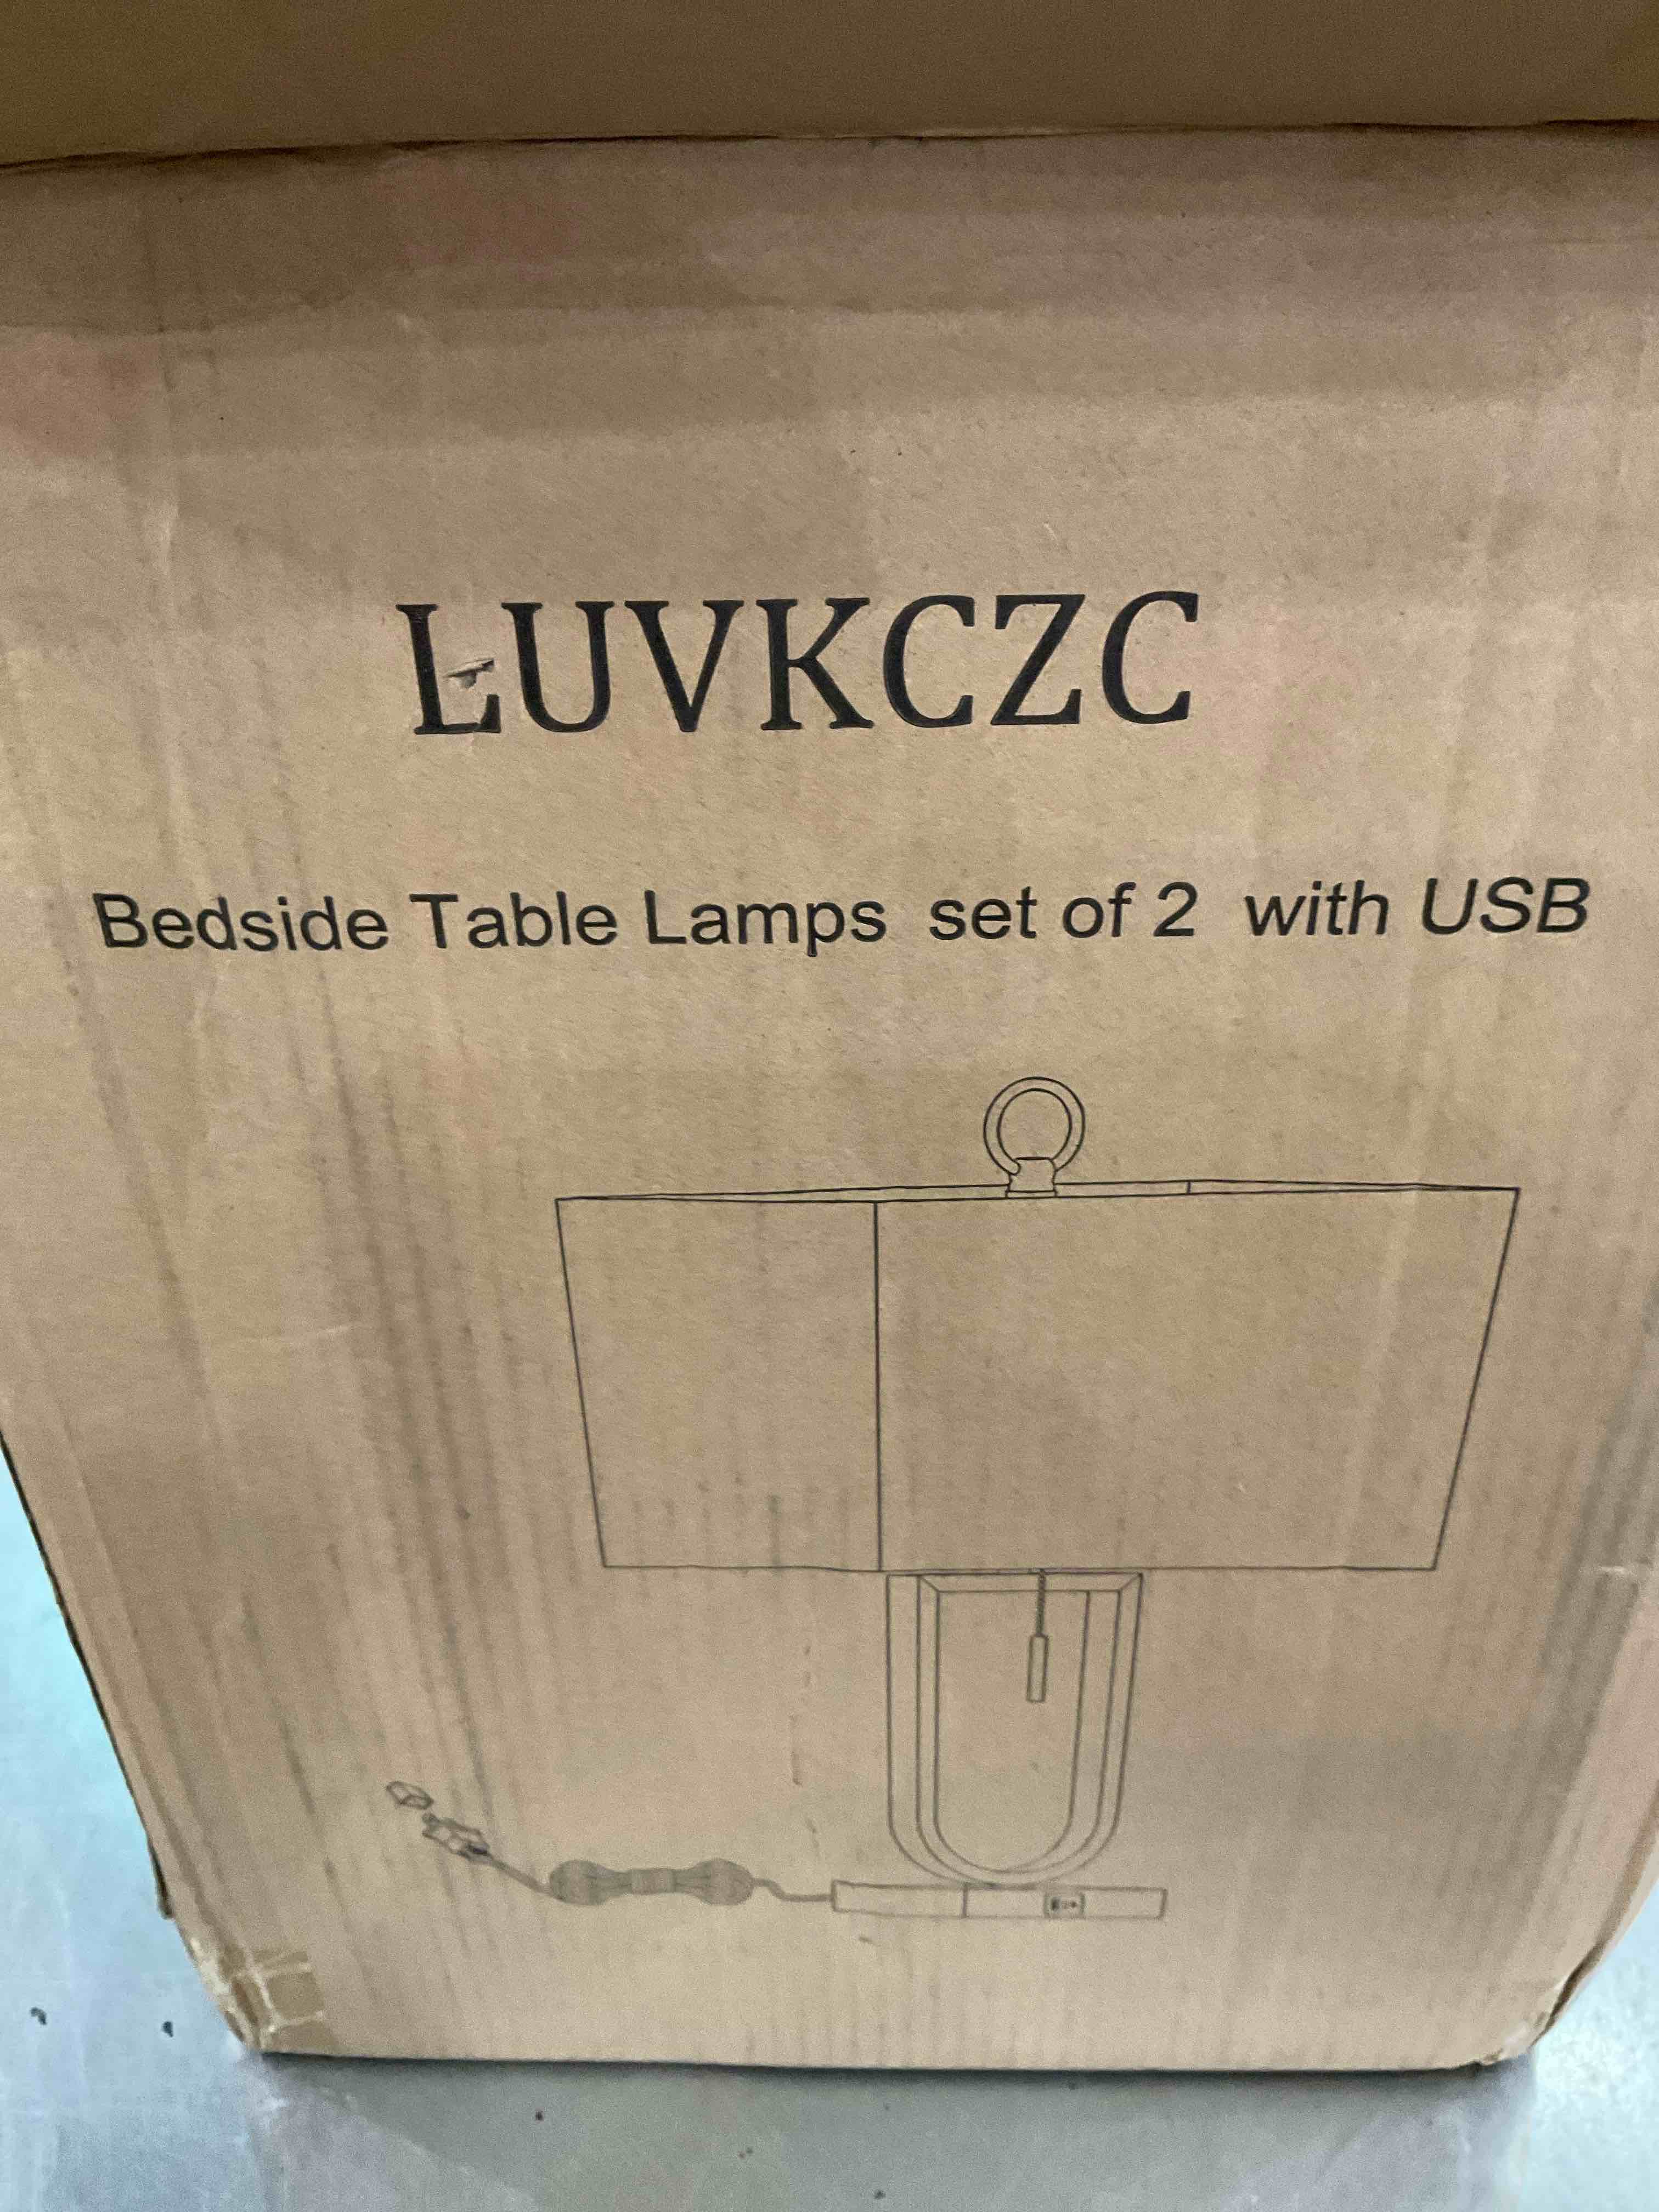 LUVKCZC
Bedside Table Lamps set of 2 with USB